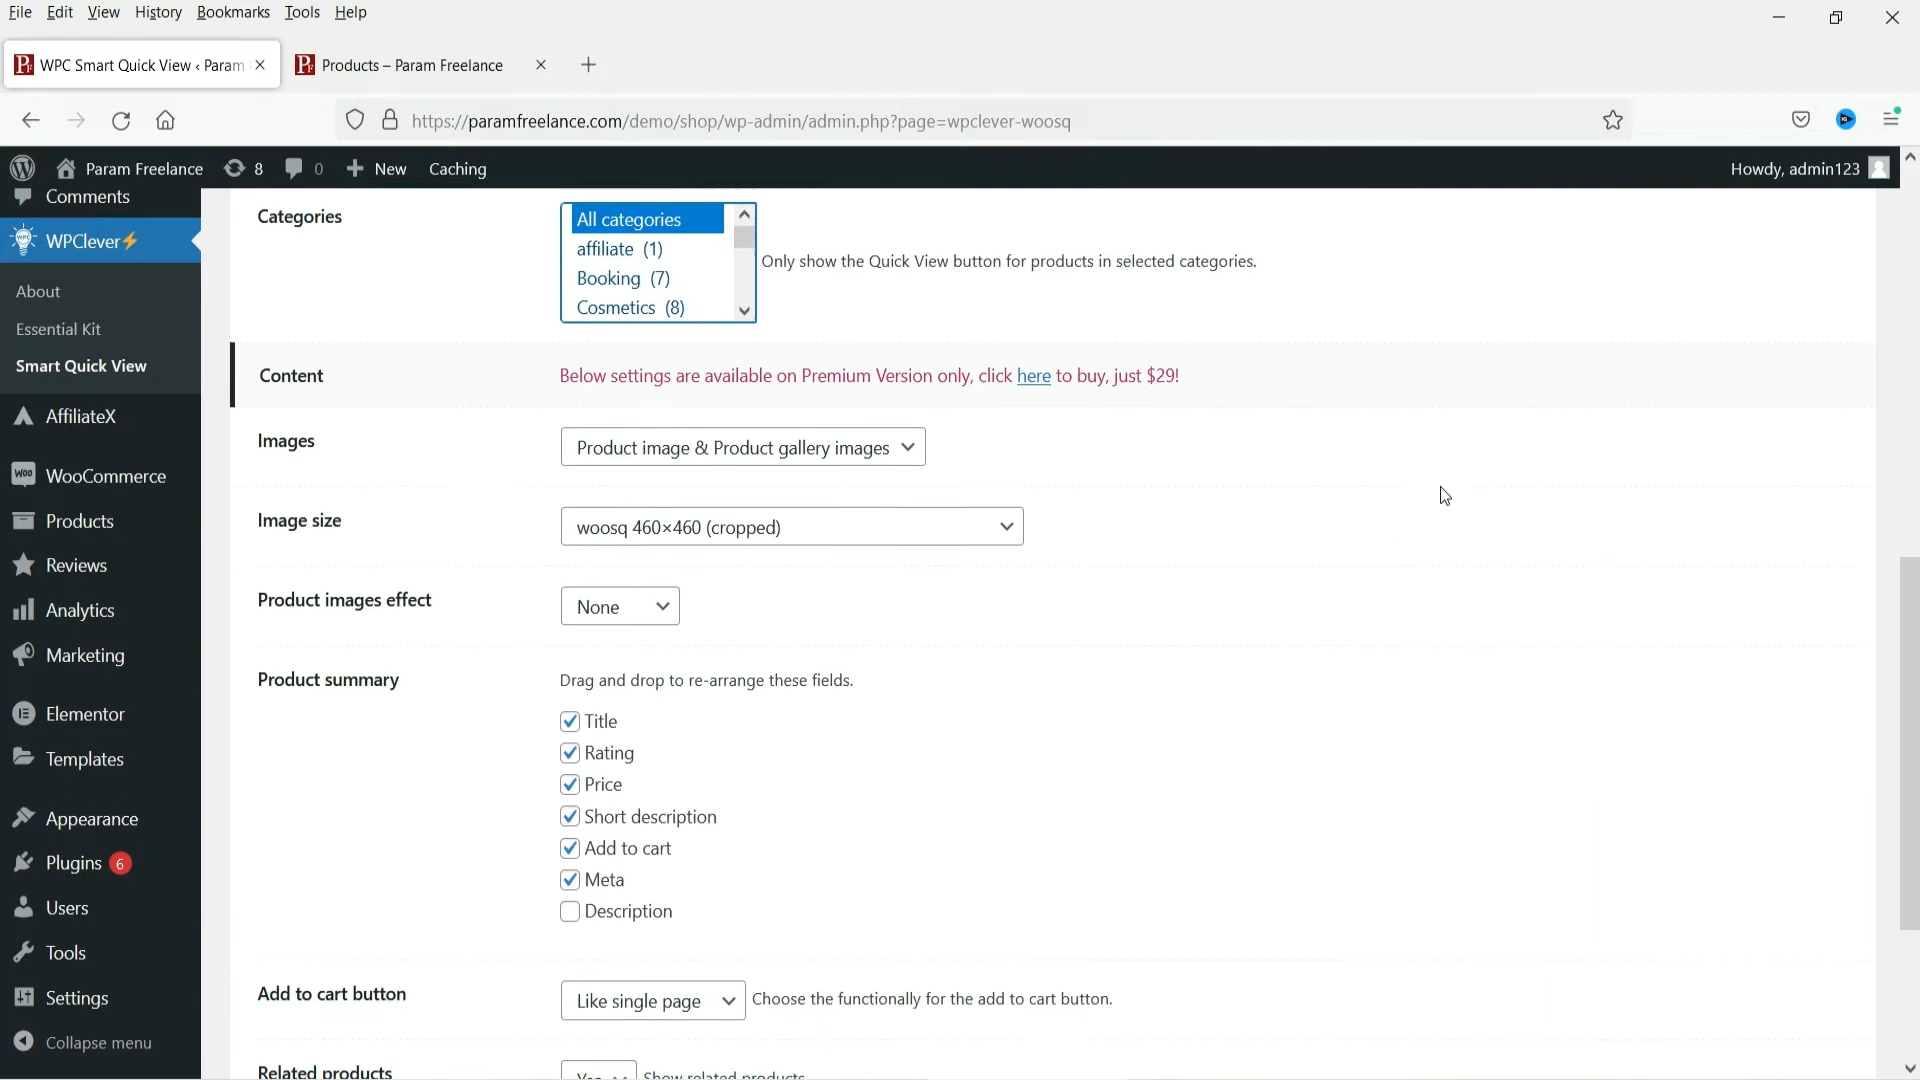 File Edit View History Bookmarks Tools Help
WPC Smart Quick View ‹ Param
Products – Param Freelance
https://paramfreelance.com/demo/shop/wp-admin/admin.php?page=wpclever-woosq
Param Freelance 8 0 New Caching Howdy, admin123
Comments
WPClever⚡
About
Essential Kit
Smart Quick View
AffiliateX
WooCommerce
Products
Reviews
Analytics
Marketing
Elementor
Templates
Appearance
Plugins 6
Users
Tools
Settings
Collapse menu
Categories
All categories
affiliate (1)
Booking (7)
Cosmetics (8)
Only show the Quick View button for products in selected categories.
Content Below settings are available on Premium Version only, click here to buy, just $29!
Images Product image & Product gallery images
Image size woosq 460×460 (cropped)
Product images effect None
Product summary Drag and drop to re-arrange these fields.
Title
Rating
Price
Short description
Add to cart
Meta
Description
Add to cart button Like single page Choose the functionally for the add to cart button.
Related products Yes Show related products